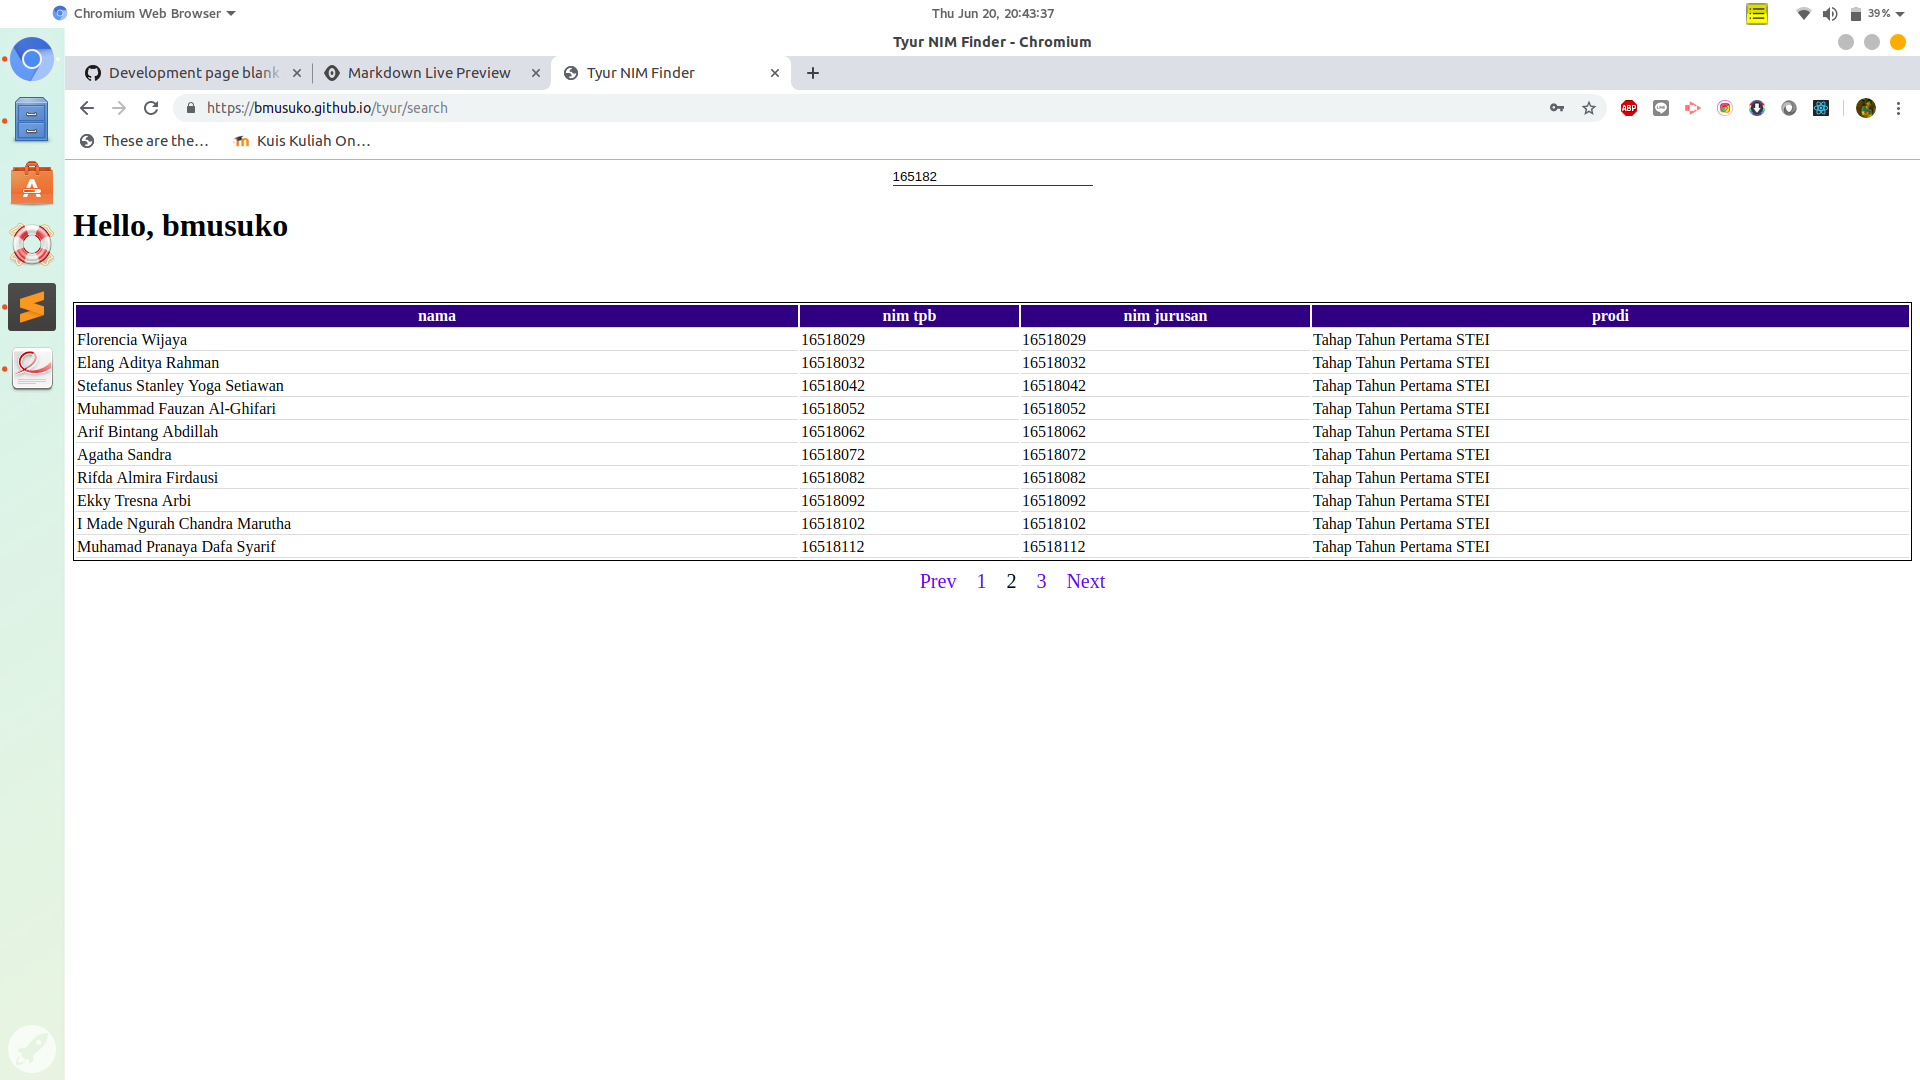 Chromium Web Browser Thu Jun 20, 20:43:37 39%
Tyur NIM Finder - Chromium
Development page blank Markdown Live Preview Tyur NIM Finder
https://bmusuko.github.io/tyur/search ABP
These are the... Kuis Kuliah On...
165182
Hello, bmusuko
nama nim tpb nim jurusan prodi
Florencia Wijaya 16518029 16518029 Tahap Tahun Pertama STEI
Elang Aditya Rahman 16518032 16518032 Tahap Tahun Pertama STEI
Stefanus Stanley Yoga Setiawan 16518042 16518042 Tahap Tahun Pertama STEI
Muhammad Fauzan Al-Ghifari 16518052 16518052 Tahap Tahun Pertama STEI
Arif Bintang Abdillah 16518062 16518062 Tahap Tahun Pertama STEI
Agatha Sandra 16518072 16518072 Tahap Tahun Pertama STEI
Rifda Almira Firdausi 16518082 16518082 Tahap Tahun Pertama STEI
Ekky Tresna Arbi 16518092 16518092 Tahap Tahun Pertama STEI
I Made Ngurah Chandra Marutha 16518102 16518102 Tahap Tahun Pertama STEI
Muhamad Pranaya Dafa Syarif 16518112 16518112 Tahap Tahun Pertama STEI
Prev 1 2 3 Next